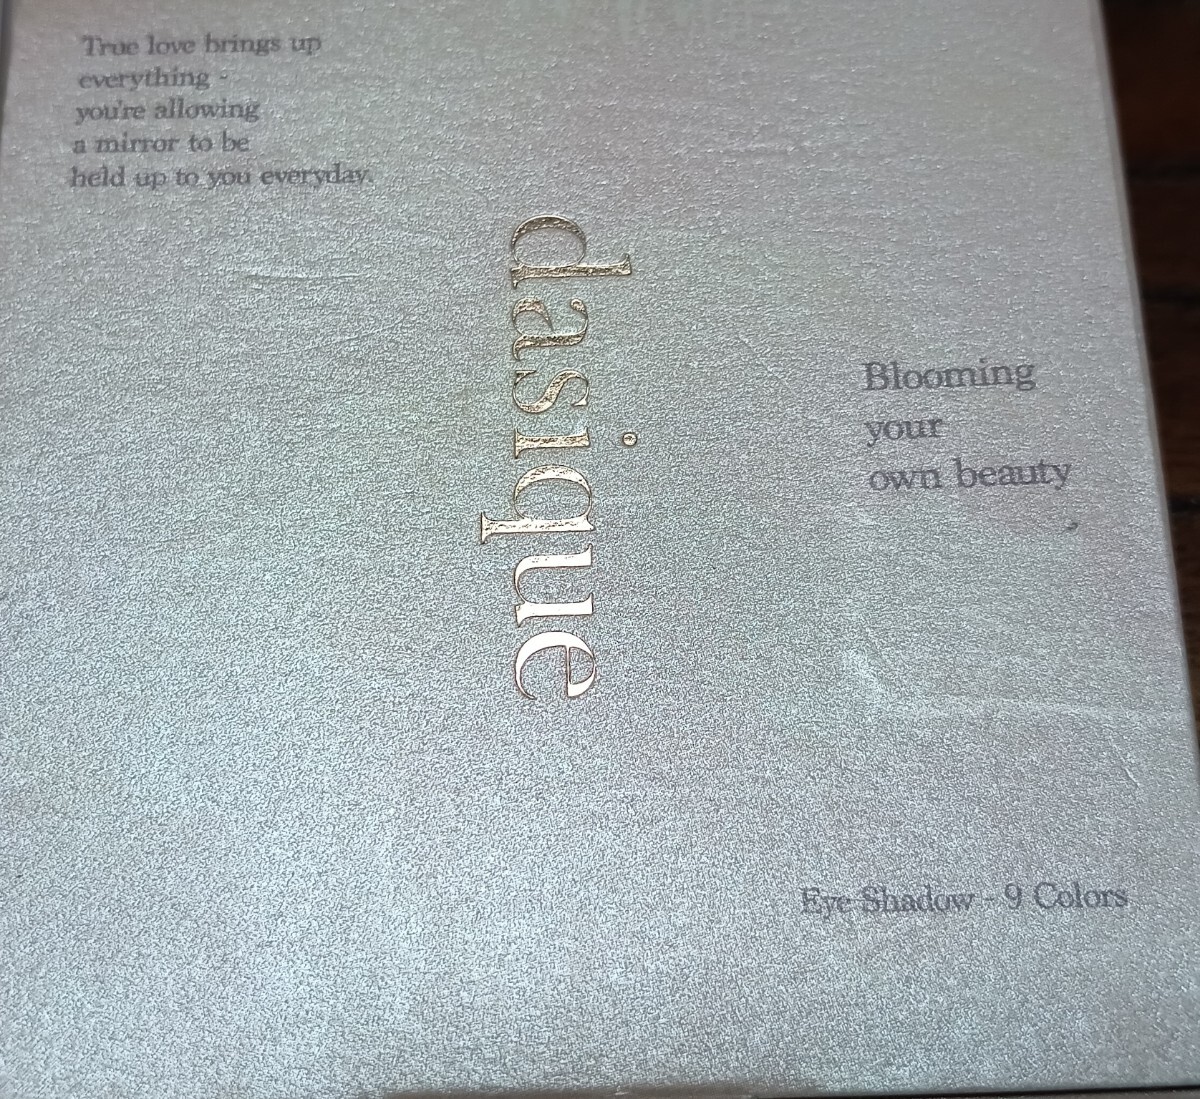 True love brings up
everything -
you're allowing
a mirror to be
held up to you everyday.
dasique
Blooming
your
own beauty
Eye Shadow - 9 Colors